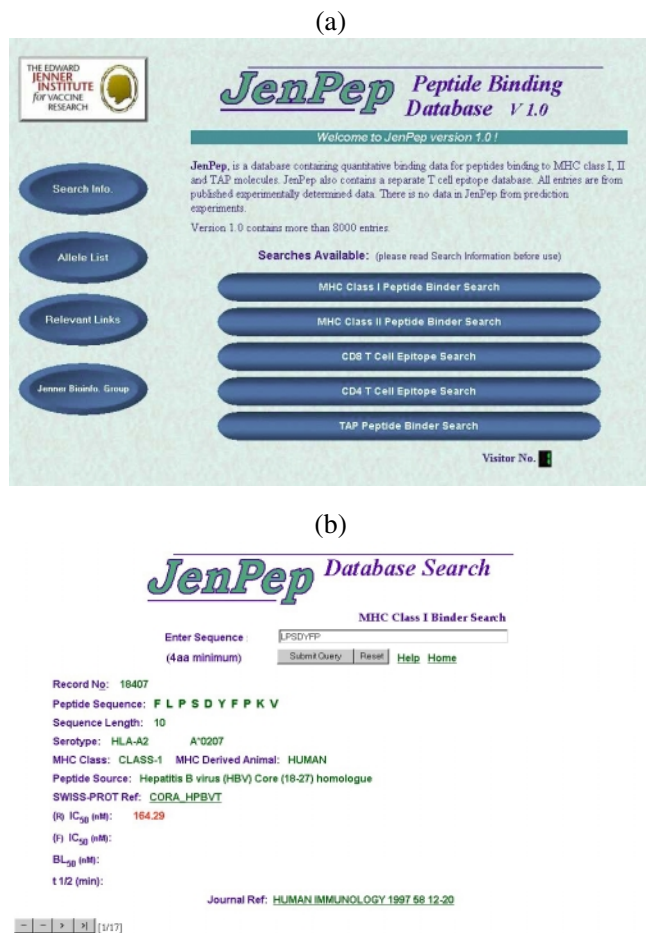 (a)
THE EDWARD
JENNER
INSTITUTE
for VACCINE
RESEARCH
JenPep Peptide Binding
Database V 1.0
Welcome to JenPep version 1.0 !
JenPep, is a database containing quantitative binding data for peptides binding to MHC class I, II
and TAP molecules. JenPep also contains a separate T cell epitope database. All entries are from
published experimentally determined data. There is no data in JenPep from prediction
experiments.
Version 1.0 contains more than 8000 entries.
Searches Available: (please read Search Information before use)
Search Info.
Allele List
Relevant Links
Jenner Bioinfo. Group
MHC Class I Peptide Binder Search
MHC Class II Peptide Binder Search
CD8 T Cell Epitope Search
CD4 T Cell Epitope Search
TAP Peptide Binder Search
Visitor No.
(b)
JenPep Database Search
MHC Class I Binder Search
Enter Sequence : LPSDYFP
(4aa minimum) Submit Query Reset Help Home
Record No: 18407
Peptide Sequence: F L P S D Y F P K V
Sequence Length: 10
Serotype: HLA-A2 A*0207
MHC Class: CLASS-1 MHC Derived Animal: HUMAN
Peptide Source: Hepatitis B virus (HBV) Core (18-27) homologue
SWISS-PROT Ref: CORA_HPBVT
(R) IC50 (nM): 164.29
(F) IC50 (nM):
BL50 (nM):
t 1/2 (min):
Journal Ref: HUMAN IMMUNOLOGY 1997 58 12-20
[1/17]